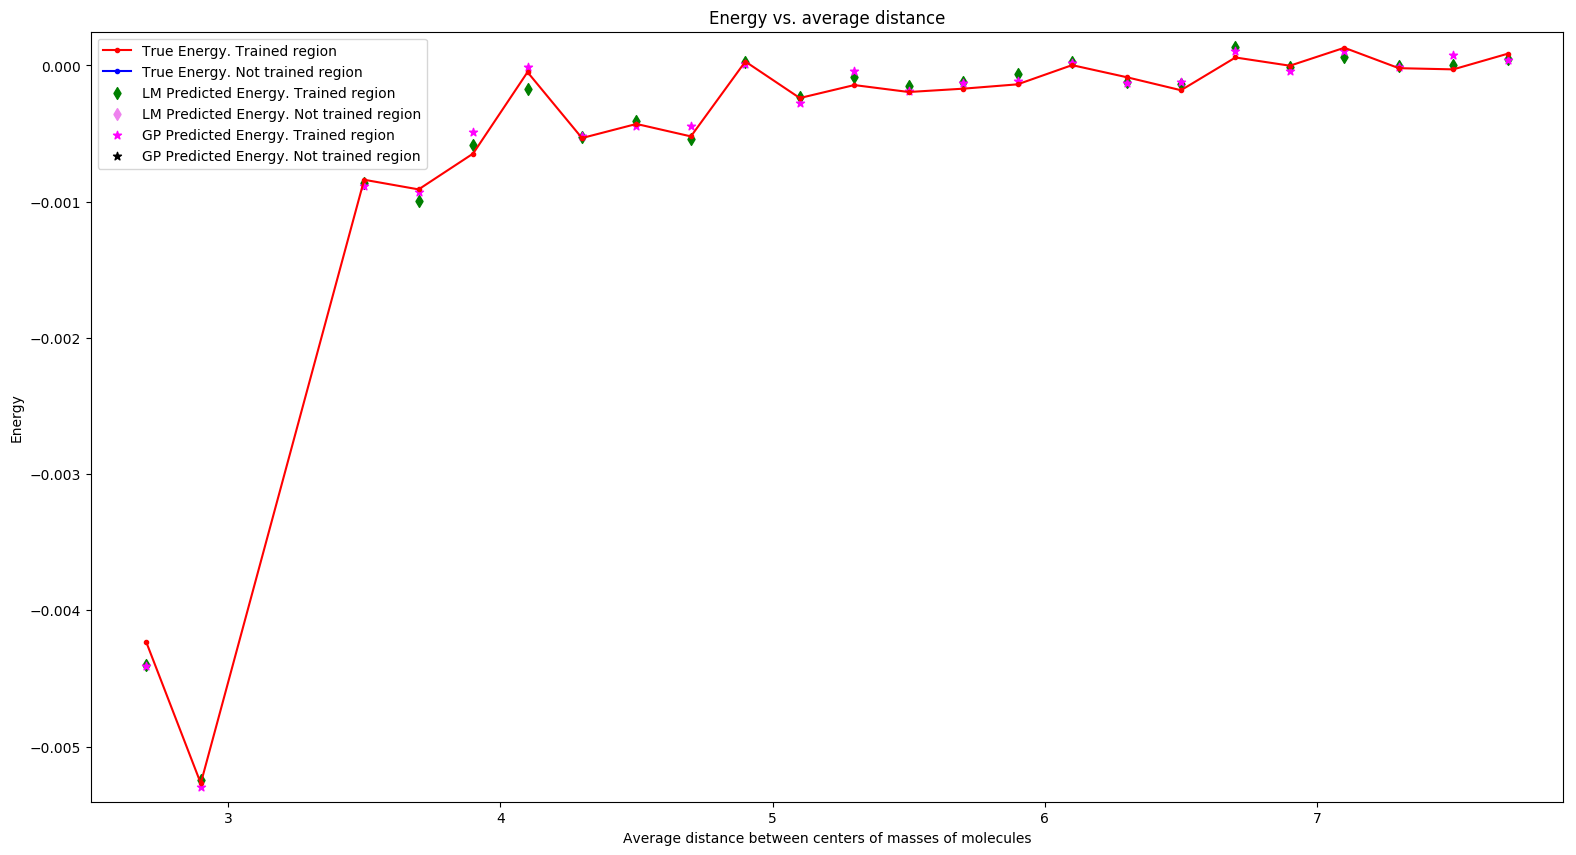 Energy vs. average distance
True Energy. Trained region
True Energy. Not trained region
LM Predicted Energy. Trained region
LM Predicted Energy. Not trained region
GP Predicted Energy. Trained region
GP Predicted Energy. Not trained region
0.000
−0.001
−0.002
−0.003
−0.004
−0.005
Energy
3 4 5 6 7
Average distance between centers of masses of molecules